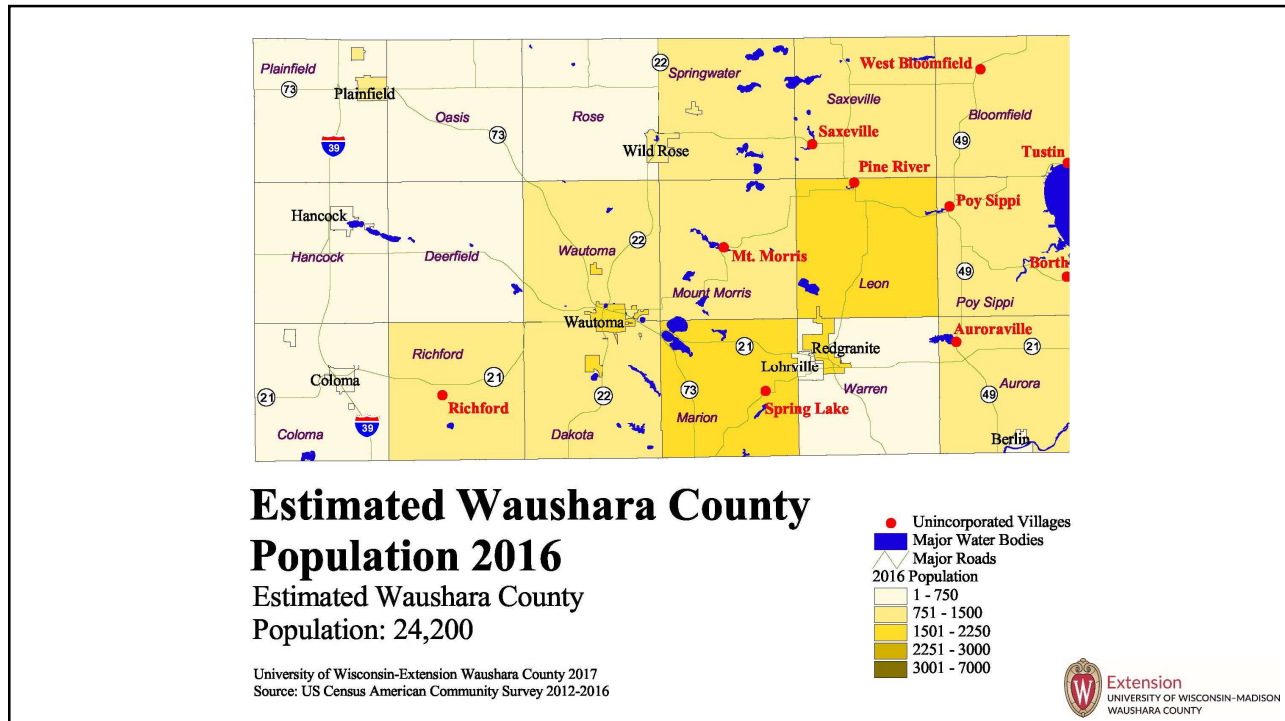 West Bloomfield
Plainfield
22
Springwater
73
Saxeville
Plainfield
Bloomfield
Oasis
Rose
73
Saxeville
49
39
Wild Rose
Tustin
Pine River
Hancock
Poy Sippi
22
Wautoma
Mt. Morris
Hancock
Deerfield
Borth
49
Leon
Mount Morris
Poy Sippi
Wautoma
Auroraville
21
Redgranite
21
Richford
Lohrville
21
Coloma
Warren
Aurora
21
73
49
22
Richford
Spring Lake
Marion
39
Coloma
Dakota
Berlin
Estimated Waushara County
Population 2016
Estimated Waushara County
Population: 24,200
University of Wisconsin-Extension Waushara County 2017
Source: US Census American Community Survey 2012-2016
Unincorporated Villages
Major Water Bodies
Major Roads
2016 Population
1 - 750
751 - 1500
1501 - 2250
2251 - 3000
3001 - 7000
W
Extension
UNIVERSITY OF WISCONSIN–MADISON
WAUSHARA COUNTY